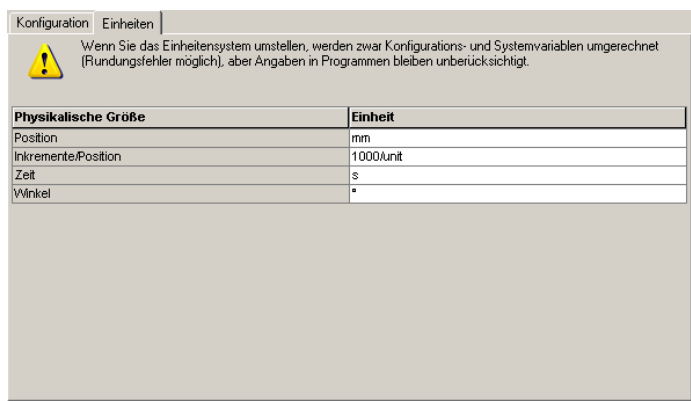 Konfiguration Einheiten
Wenn Sie das Einheitensystem umstellen, werden zwar Konfigurations- und Systemvariablen umgerechnet
(Rundungsfehler möglich), aber Angaben in Programmen bleiben unberücksichtigt.
Physikalische Größe Einheit
Position mm
Inkremente/Position 1000/unit
Zeit s
Winkel °